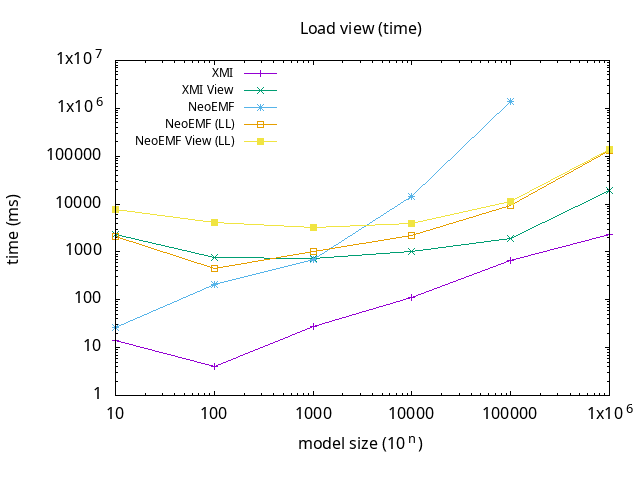 Load view (time)
1x10^7
1x10^6
100000
10000
1000
100
10
1
time (ms)
XMI
XMI View
NeoEMF
NeoEMF (LL)
NeoEMF View (LL)
10 100 1000 10000 100000 1x10^6
model size (10^n)